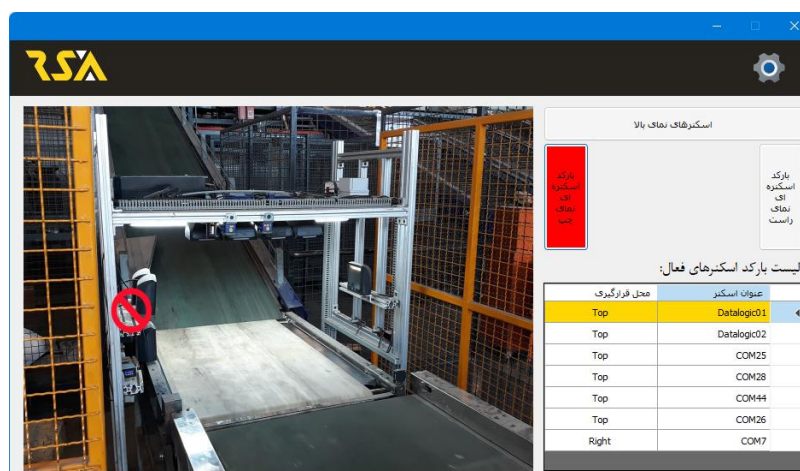 RSA
اسکنرهای نمای بالا
بارکد
اسکنره
ای
نمای
چپ
بارکد
اسکنره
ای
نمای
راست
لیست بارکد اسکنرهای فعال:
عنوان اسکنر محل قرارگیری
Datalogic01 Top
Datalogic02 Top
COM25 Top
COM28 Top
COM44 Top
COM26 Top
COM7 Right